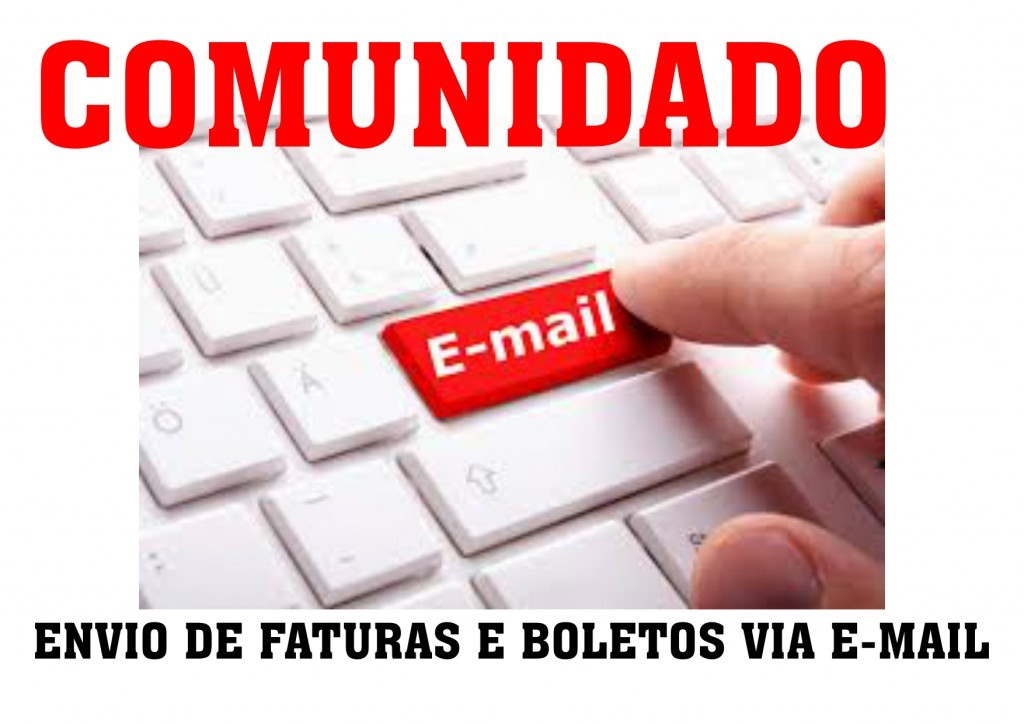 COMUNIDADO
E-mail
U
Ö
Ä
ENVIO DE FATURAS E BOLETOS VIA E-MAIL